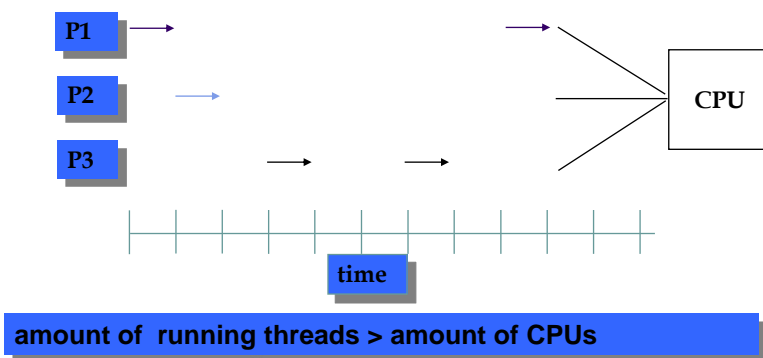 P1
P2
CPU
P3
time
amount of running threads > amount of CPUs